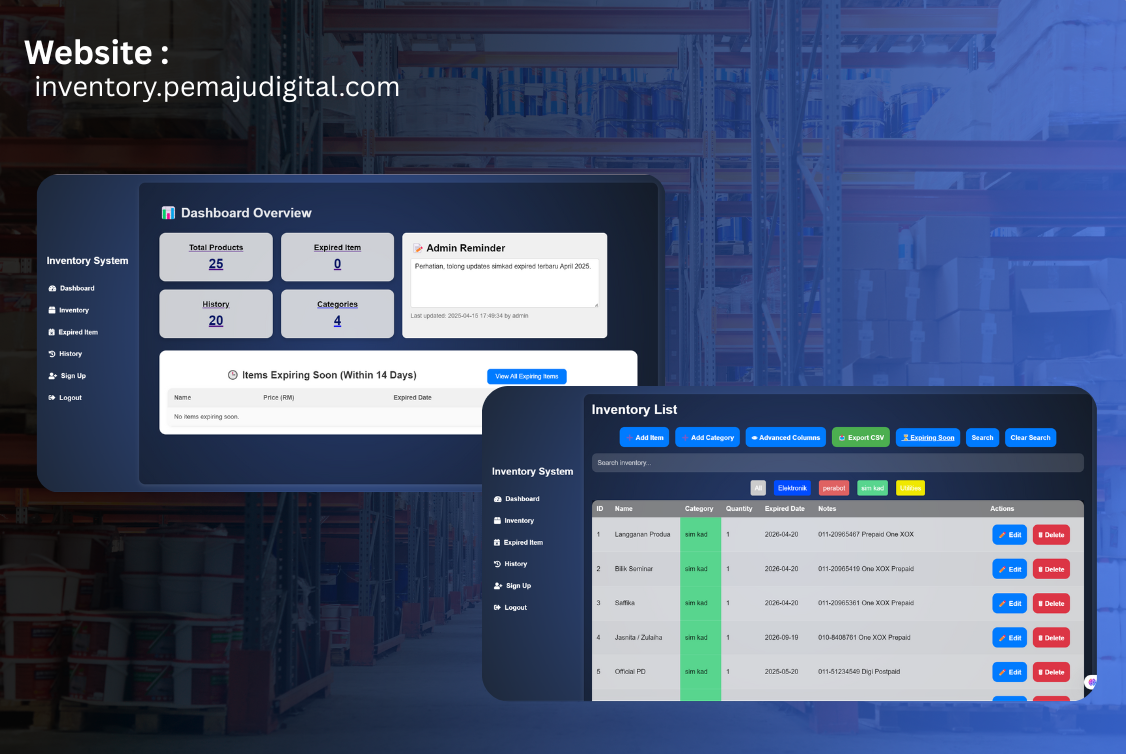 Website :
inventory.pemajudigital.com
Dashboard Overview
Inventory System
Dashboard
Inventory
Expired Item
History
Sign Up
Logout
Total Products
25
Expired Item
0
History
20
Categories
4
Admin Reminder
Perhatian, tolong updates simkad expired terbaru April 2025.
Last updated: 2025-04-15 17:49:34 by admin
Items Expiring Soon (Within 14 Days)
View All Expiring Items
Name Price (RM) Expired Date
No items expiring soon.
Inventory System
Dashboard
Inventory
Expired Item
History
Sign Up
Logout
Inventory List
Add Item Add Category Advanced Columns Export CSV Expiring Soon Search Clear Search
Search inventory...
All Elektronik perabot sim kad Utilities
ID Name Category Quantity Expired Date Notes Actions
1 Langganan Produa sim kad 1 2026-04-20 011-20965467 Prepaid One XOX Edit Delete
2 Bilik Seminar sim kad 1 2026-04-20 011-20965419 One XOX Prepaid Edit Delete
3 Saffika sim kad 1 2026-04-20 011-20965361 One XOX Prepaid Edit Delete
4 Jasnita / Zulaiha sim kad 1 2026-09-19 010-8408761 One XOX Prepaid Edit Delete
5 Official PD sim kad 1 2025-05-20 011-51234549 Digi Postpaid Edit Delete